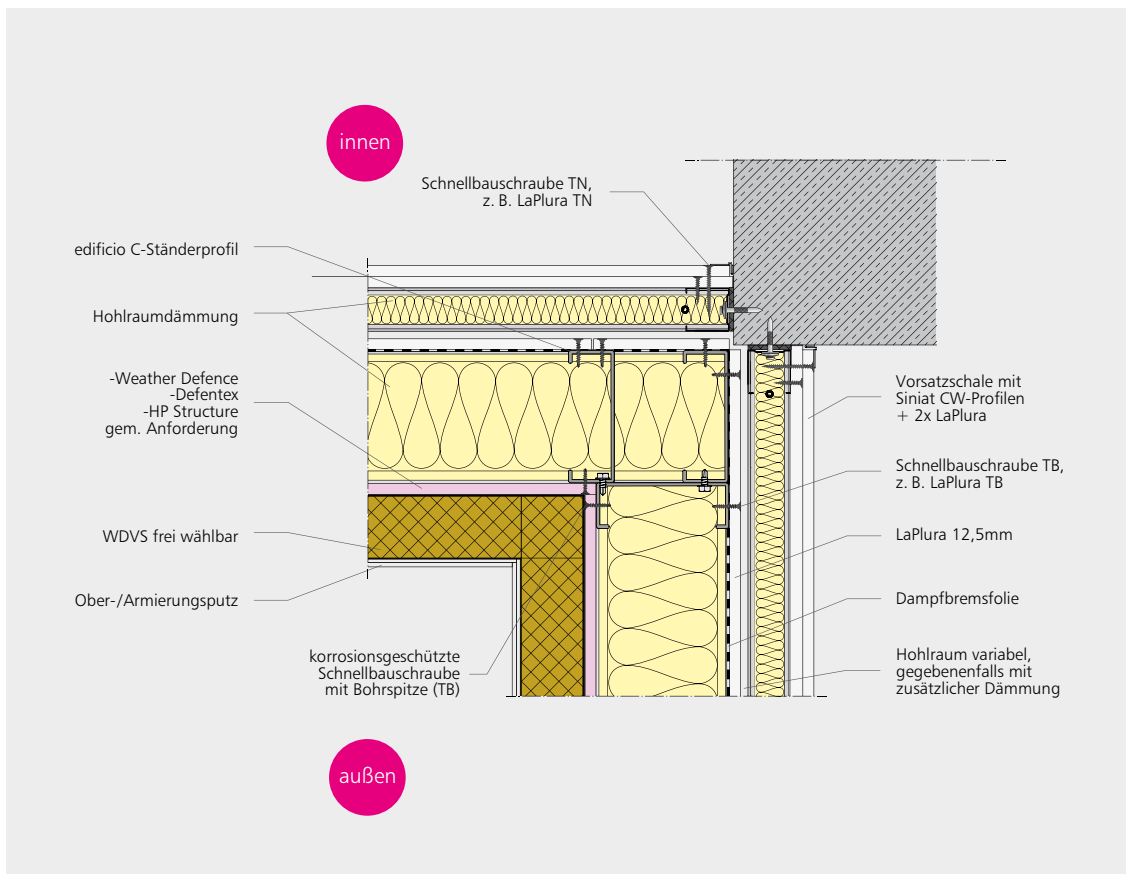 innen
Schnellbauschraube TN,
z. B. LaPlura TN
edificio C-Ständerprofil
Hohlraumdämmung
-Weather Defence
-Defentex
-HP Structure
gem. Anforderung
WDVS frei wählbar
Ober-/Armierungsputz
korrosionsgeschützte
Schnellbauschraube
mit Bohrspitze (TB)
Vorsatzschale mit
Siniat CW-Profilen
+ 2x LaPlura
Schnellbauschraube TB,
z. B. LaPlura TB
LaPlura 12,5mm
Dampfbremsfolie
Hohlraum variabel,
gegebenenfalls mit
zusätzlicher Dämmung
außen